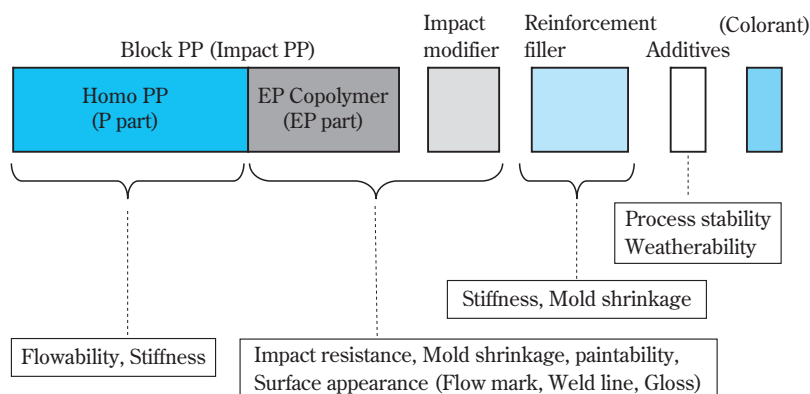 Block PP (Impact PP)
Impact
modifier
Reinforcement
filler
Additives
(Colorant)
Homo PP
(P part)
EP Copolymer
(EP part)
Process stability
Weatherability
Stiffness, Mold shrinkage
Flowability, Stiffness
Impact resistance, Mold shrinkage, paintability,
Surface appearance (Flow mark, Weld line, Gloss)